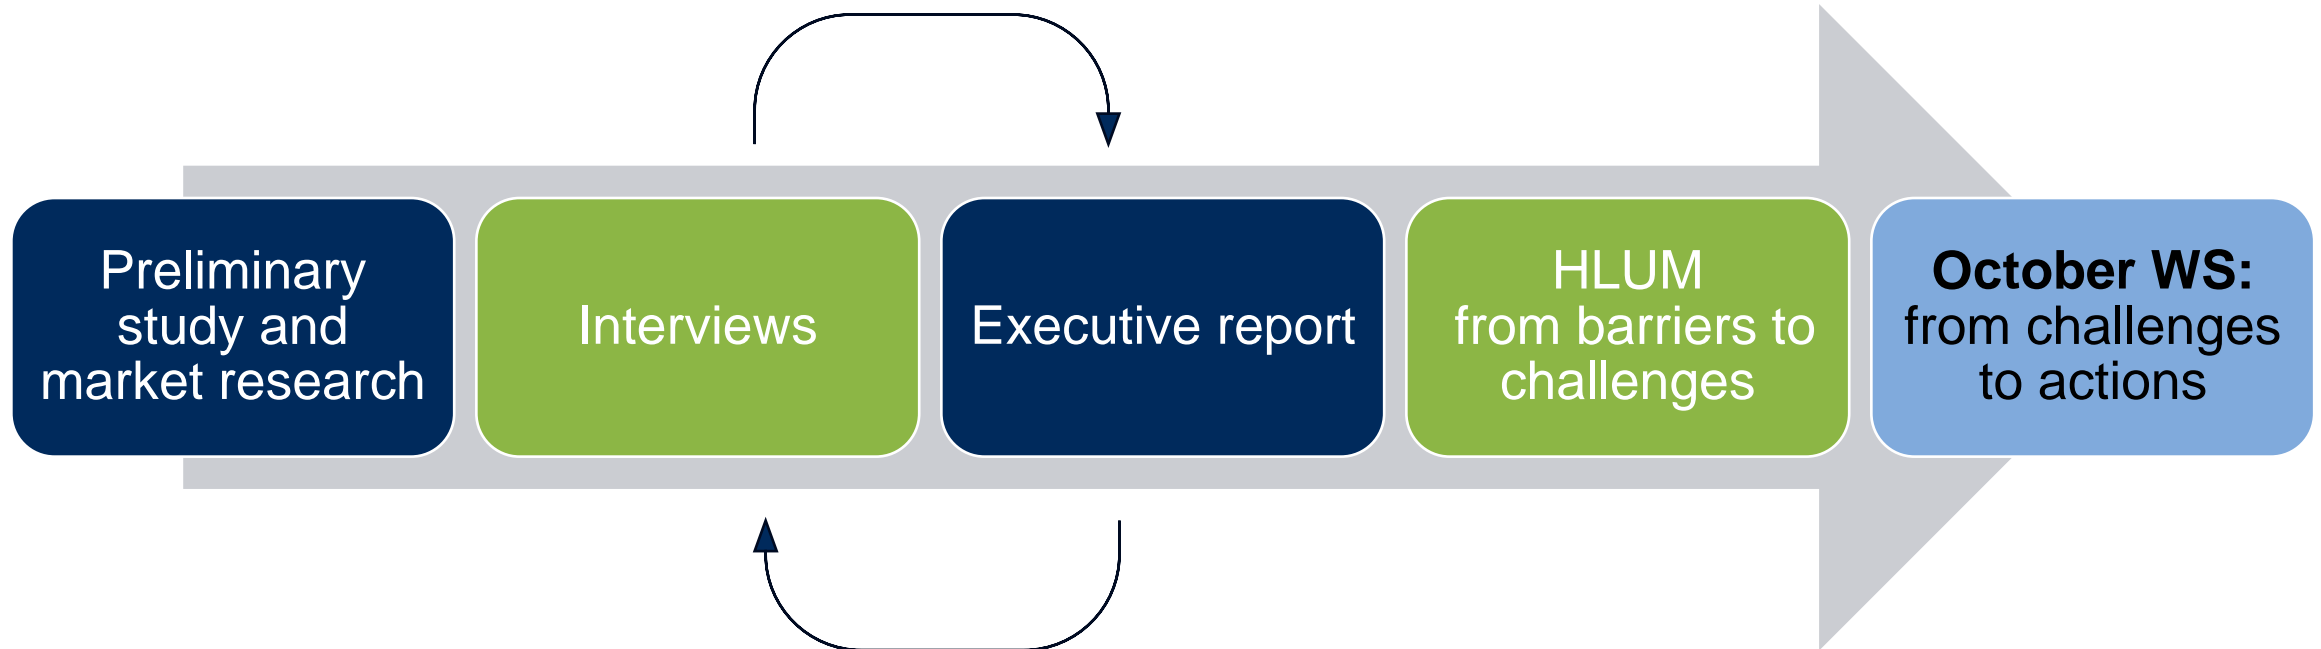 Preliminary
study and
market research
Interviews
Executive report
HLUM
from barriers to
challenges
October WS:
from challenges
to actions